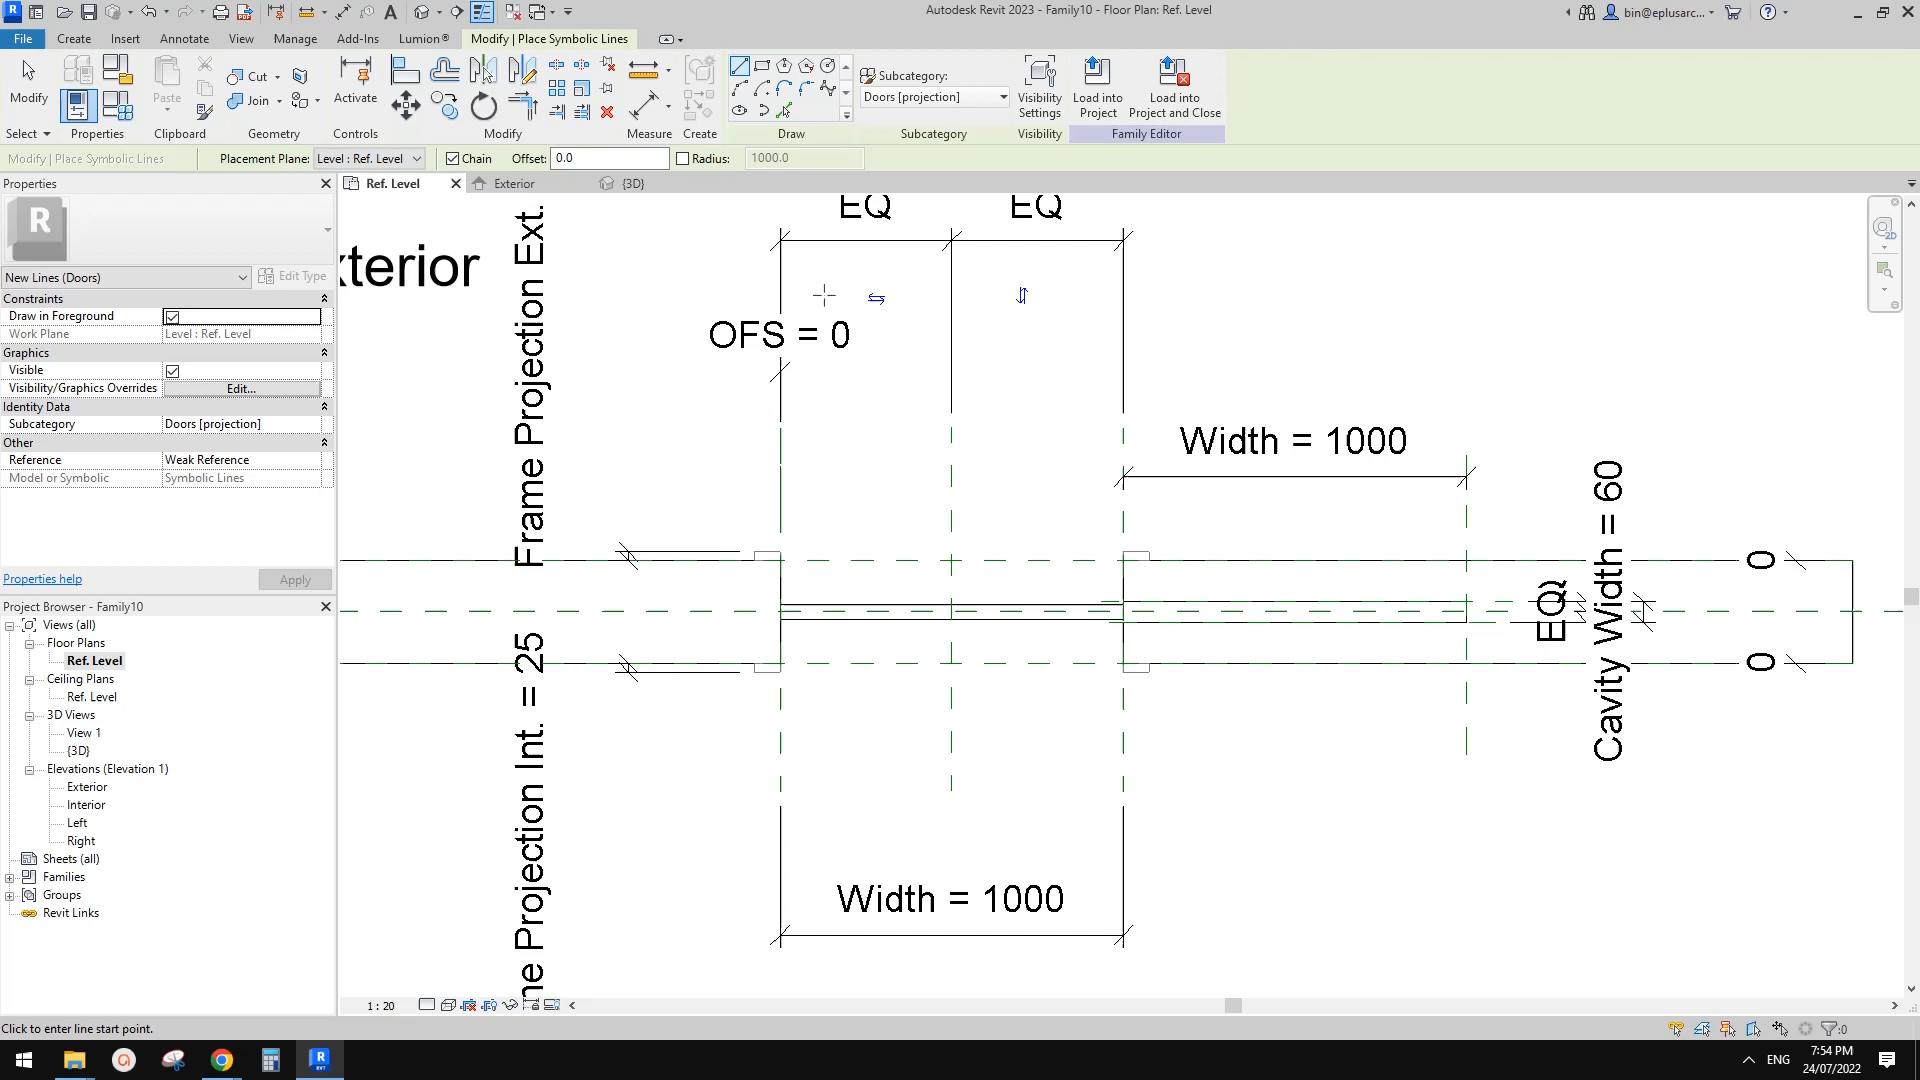 Autodesk Revit 2023 - Family10 - Floor Plan: Ref. Level
bin@eplusarc...
File
Create
Insert
Annotate
View
Manage
Add-Ins
Lumion®
Modify | Place Symbolic Lines
Modify
Paste
Cut
Join
Activate
Subcategory:
Doors [projection]
Visibility
Settings
Load into
Project
Load into
Project and Close
Select
Properties
Clipboard
Geometry
Controls
Modify
Measure
Create
Draw
Subcategory
Visibility
Family Editor
Modify | Place Symbolic Lines
Placement Plane:
Level : Ref. Level
Chain
Offset:
0.0
Radius:
1000.0
Properties
Ref. Level
Exterior
{3D}
R
New Lines (Doors)
Edit Type
Constraints
Draw in Foreground
Work Plane
Level : Ref. Level
Graphics
Visible
Visibility/Graphics Overrides
Edit...
Identity Data
Subcategory
Doors [projection]
Other
Reference
Weak Reference
Model or Symbolic
Symbolic Lines
Properties help
Apply
Project Browser - Family10
Views (all)
Floor Plans
Ref. Level
Ceiling Plans
Ref. Level
3D Views
View 1
{3D}
Elevations (Elevation 1)
Exterior
Interior
Left
Right
Sheets (all)
Families
Groups
Revit Links
xterior
Frame Projection Ext.
EQ
EQ
OFS = 0
Width = 1000
EQ
Cavity Width = 60
0
0
me Projection Int. = 25
Width = 1000
1 : 20
Click to enter line start point.
:0
ENG
7:54 PM
24/07/2022